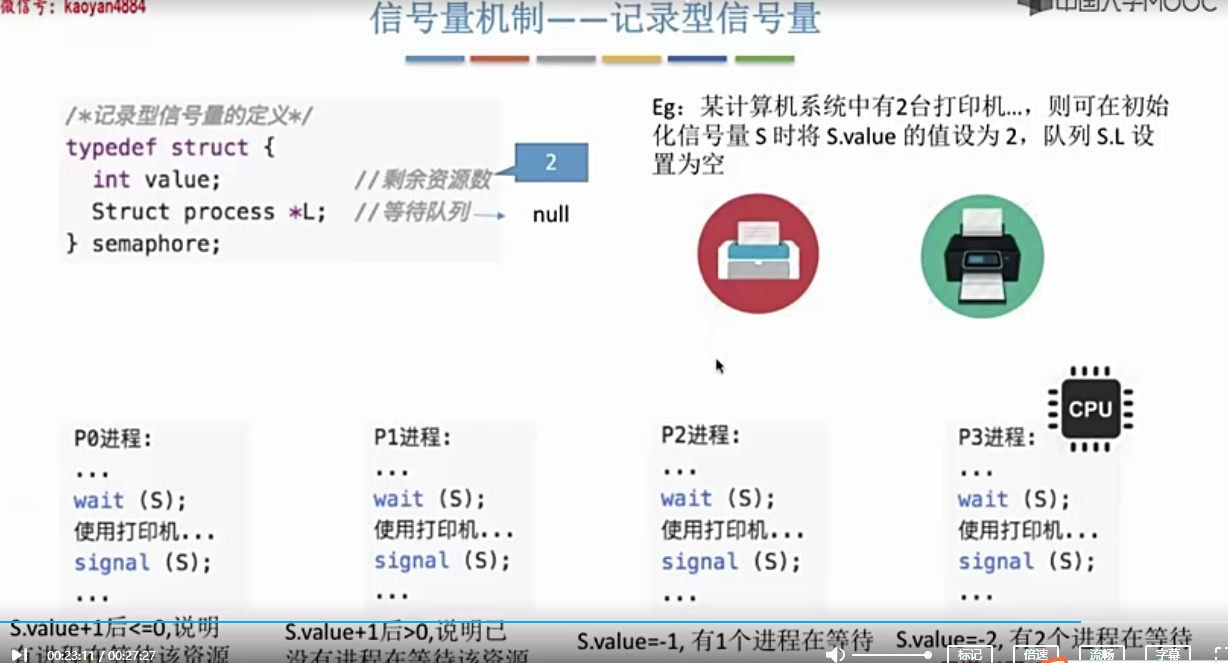 微信号：kaoyan4884
中国大学MOOC
信号量机制——记录型信号量
/*记录型信号量的定义*/
typedef struct {
int value; //剩余资源数
Struct process *L; //等待队列
} semaphore;
2
null
Eg：某计算机系统中有2台打印机...，则可在初始
化信号量 S 时将 S.value 的值设为 2，队列 S.L 设
置为空
CPU
P0进程:
...
wait (S);
使用打印机...
signal (S);
...
P1进程:
...
wait (S);
使用打印机...
signal (S);
...
P2进程:
...
wait (S);
使用打印机...
signal (S);
...
P3进程:
...
wait (S);
使用打印机...
signal (S);
...
S.value+1后<=0,说明
该资源
S.value+1后>0,说明已
没有进程在等待该资源
S.value=-1, 有1个进程在等待
S.value=-2, 有2个进程在等待
00:23:11 / 00:27:27
标记
倍速
流畅
字幕